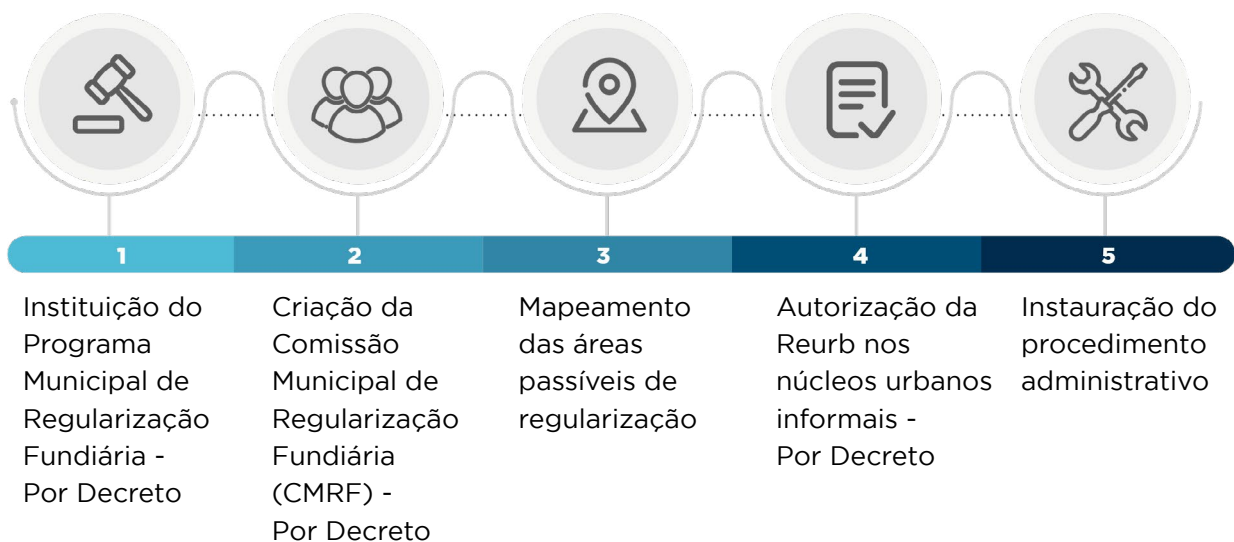 1
Instituição do
Programa
Municipal de
Regularização
Fundiária -
Por Decreto
2
Criação da
Comissão
Municipal de
Regularização
Fundiária
(CMRF) -
Por Decreto
3
Mapeamento
das áreas
passíveis de
regularização
4
Autorização da
Reurb nos
núcleos urbanos
informais -
Por Decreto
5
Instauração do
procedimento
administrativo